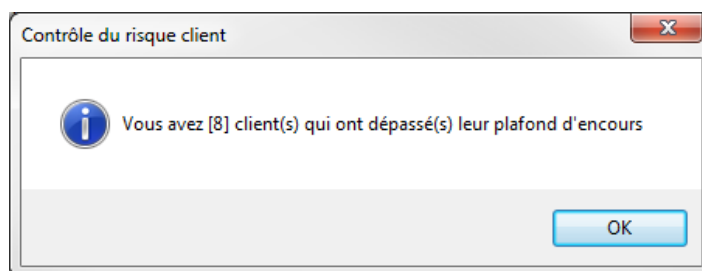 Contrôle du risque client
Vous avez [8] client(s) qui ont dépassé(s) leur plafond d'encours
OK